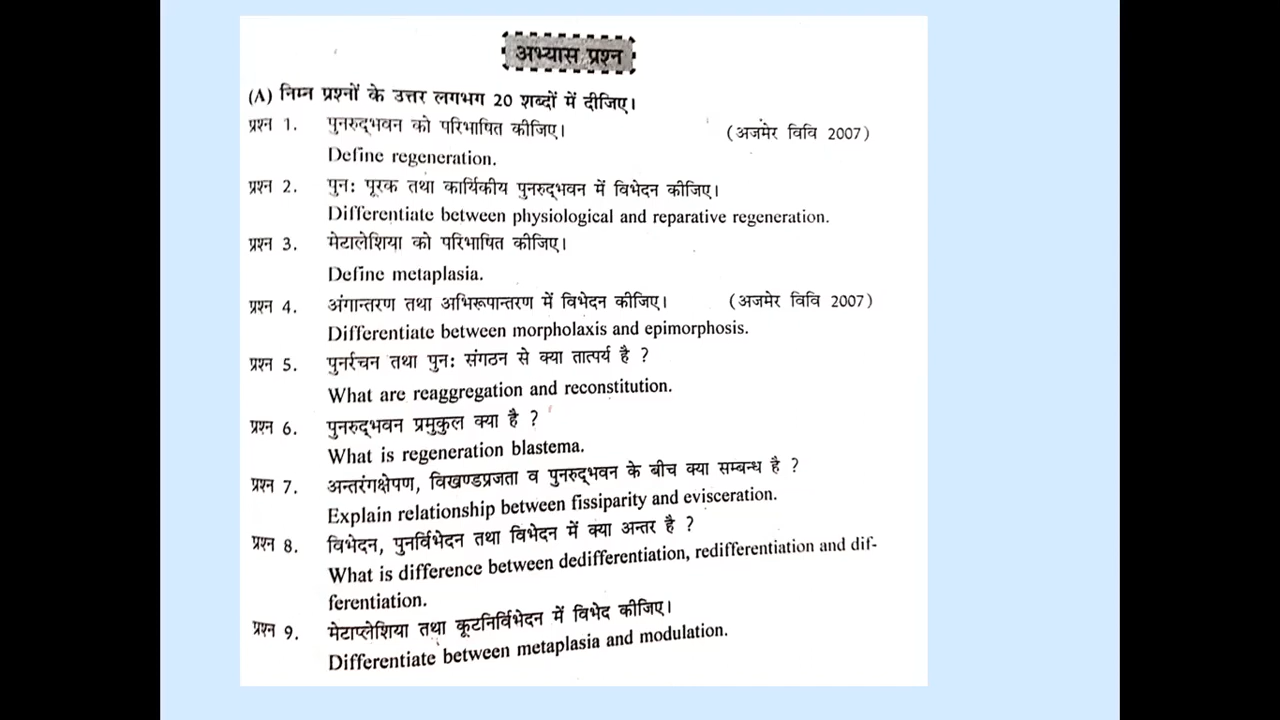 अभ्यास प्रश्न
(A) निम्न प्रश्नों के उत्तर लगभग 20 शब्दों में दीजिए।
प्रश्न 1. पुनरुद्भवन को परिभाषित कीजिए। (अजमेर विवि 2007)
Define regeneration.
प्रश्न 2. पुनः पूरक तथा कार्यिकीय पुनरुद्भवन में विभेदन कीजिए।
Differentiate between physiological and reparative regeneration.
प्रश्न 3. मेटालेशिया को परिभाषित कीजिए।
Define metaplasia.
प्रश्न 4. अंगान्तरण तथा अभिरूपान्तरण में विभेदन कीजिए। (अजमेर विवि 2007)
Differentiate between morpholaxis and epimorphosis.
प्रश्न 5. पुनर्रचन तथा पुनः संगठन से क्या तात्पर्य है ?
What are reaggregation and reconstitution.
प्रश्न 6. पुनरुद्भवन प्रमुकुल क्या है ?
What is regeneration blastema.
प्रश्न 7. अन्तरंगक्षेपण, विखण्डप्रजता व पुनरुद्भवन के बीच क्या सम्बन्ध है ?
Explain relationship between fissiparity and evisceration.
प्रश्न 8. विभेदन, पुनर्विभेदन तथा विभेदन में क्या अन्तर है ?
What is difference between dedifferentiation, redifferentiation and dif-
ferentiation.
प्रश्न 9. मेटाप्लेशिया तथा कूटनिर्विभेदन में विभेद कीजिए।
Differentiate between metaplasia and modulation.